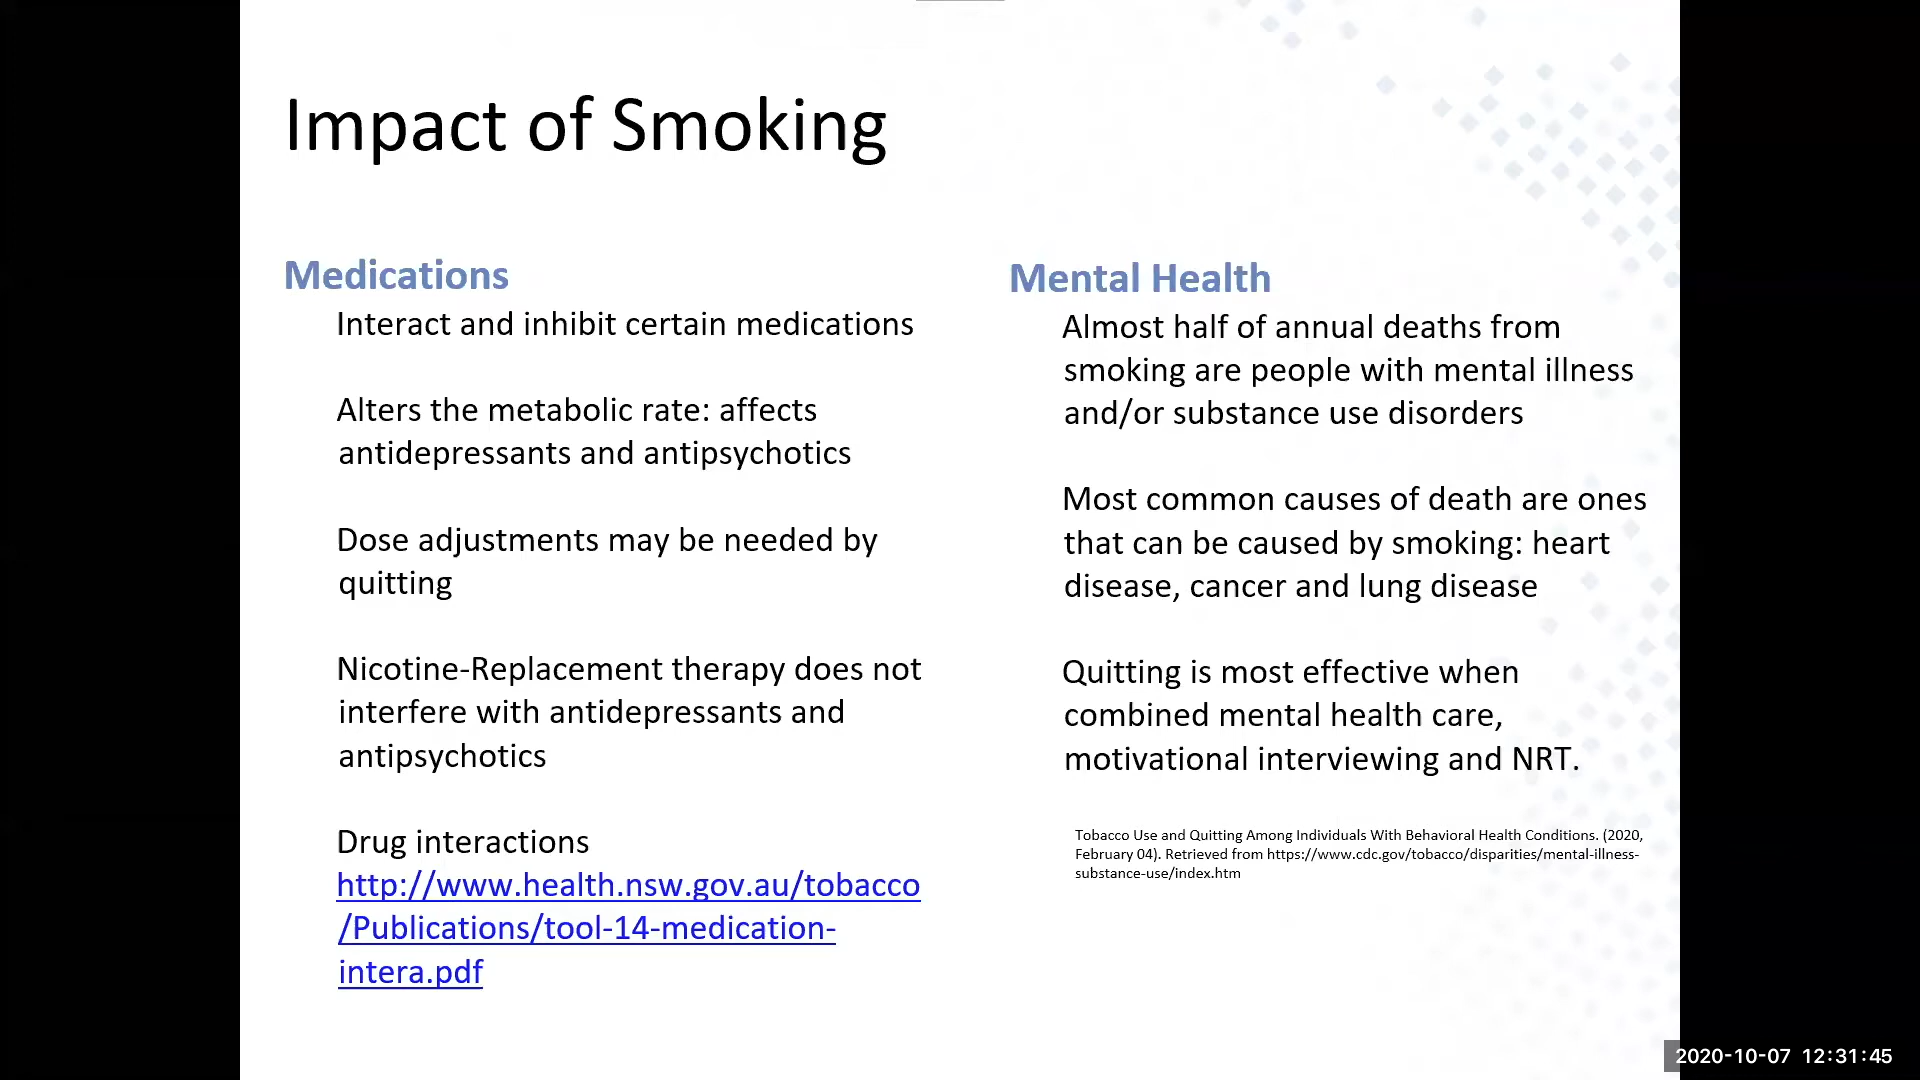 Impact of Smoking
Medications
Interact and inhibit certain medications
Alters the metabolic rate: affects
antidepressants and antipsychotics
Dose adjustments may be needed by
quitting
Nicotine-Replacement therapy does not
interfere with antidepressants and
antipsychotics
Drug interactions
http://www.health.nsw.gov.au/tobacco
/Publications/tool-14-medication-
intera.pdf
Mental Health
Almost half of annual deaths from
smoking are people with mental illness
and/or substance use disorders
Most common causes of death are ones
that can be caused by smoking: heart
disease, cancer and lung disease
Quitting is most effective when
combined mental health care,
motivational interviewing and NRT.
Tobacco Use and Quitting Among Individuals With Behavioral Health Conditions. (2020,
February 04). Retrieved from https://www.cdc.gov/tobacco/disparities/mental-illness-
substance-use/index.htm
2020-10-07 12:31:45